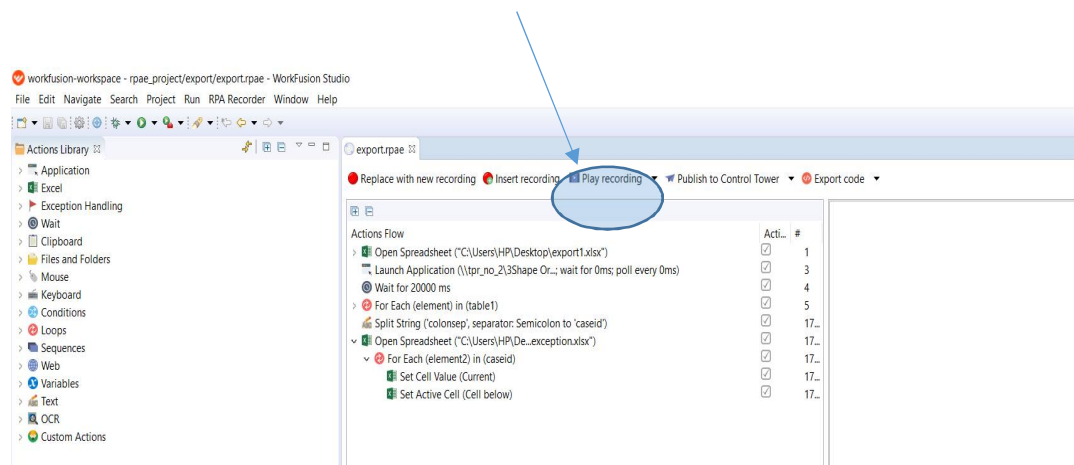 workfusion-workspace - rpae_project/export/export.rpae - WorkFusion Studio
File Edit Navigate Search Project Run RPA Recorder Window Help
Actions Library
export.rpae
Replace with new recording Insert recording Play recording Publish to Control Tower Export code
Application
Excel
Exception Handling
Wait
Clipboard
Files and Folders
Mouse
Keyboard
Conditions
Loops
Sequences
Web
Variables
Text
OCR
Custom Actions
Actions Flow Acti... #
Open Spreadsheet ("C:\Users\HP\Desktop\export1.xlsx") 1
Launch Application (\\tpr_no_2\3Shape Or...; wait for 0ms; poll every 0ms) 3
Wait for 20000 ms 4
For Each (element) in (table1) 5
Split String ('colonsep', separator: Semicolon to 'caseid') 17...
Open Spreadsheet ("C:\Users\HP\De...exception.xlsx") 17...
For Each (element2) in (caseid) 17...
Set Cell Value (Current) 17...
Set Active Cell (Cell below) 17...